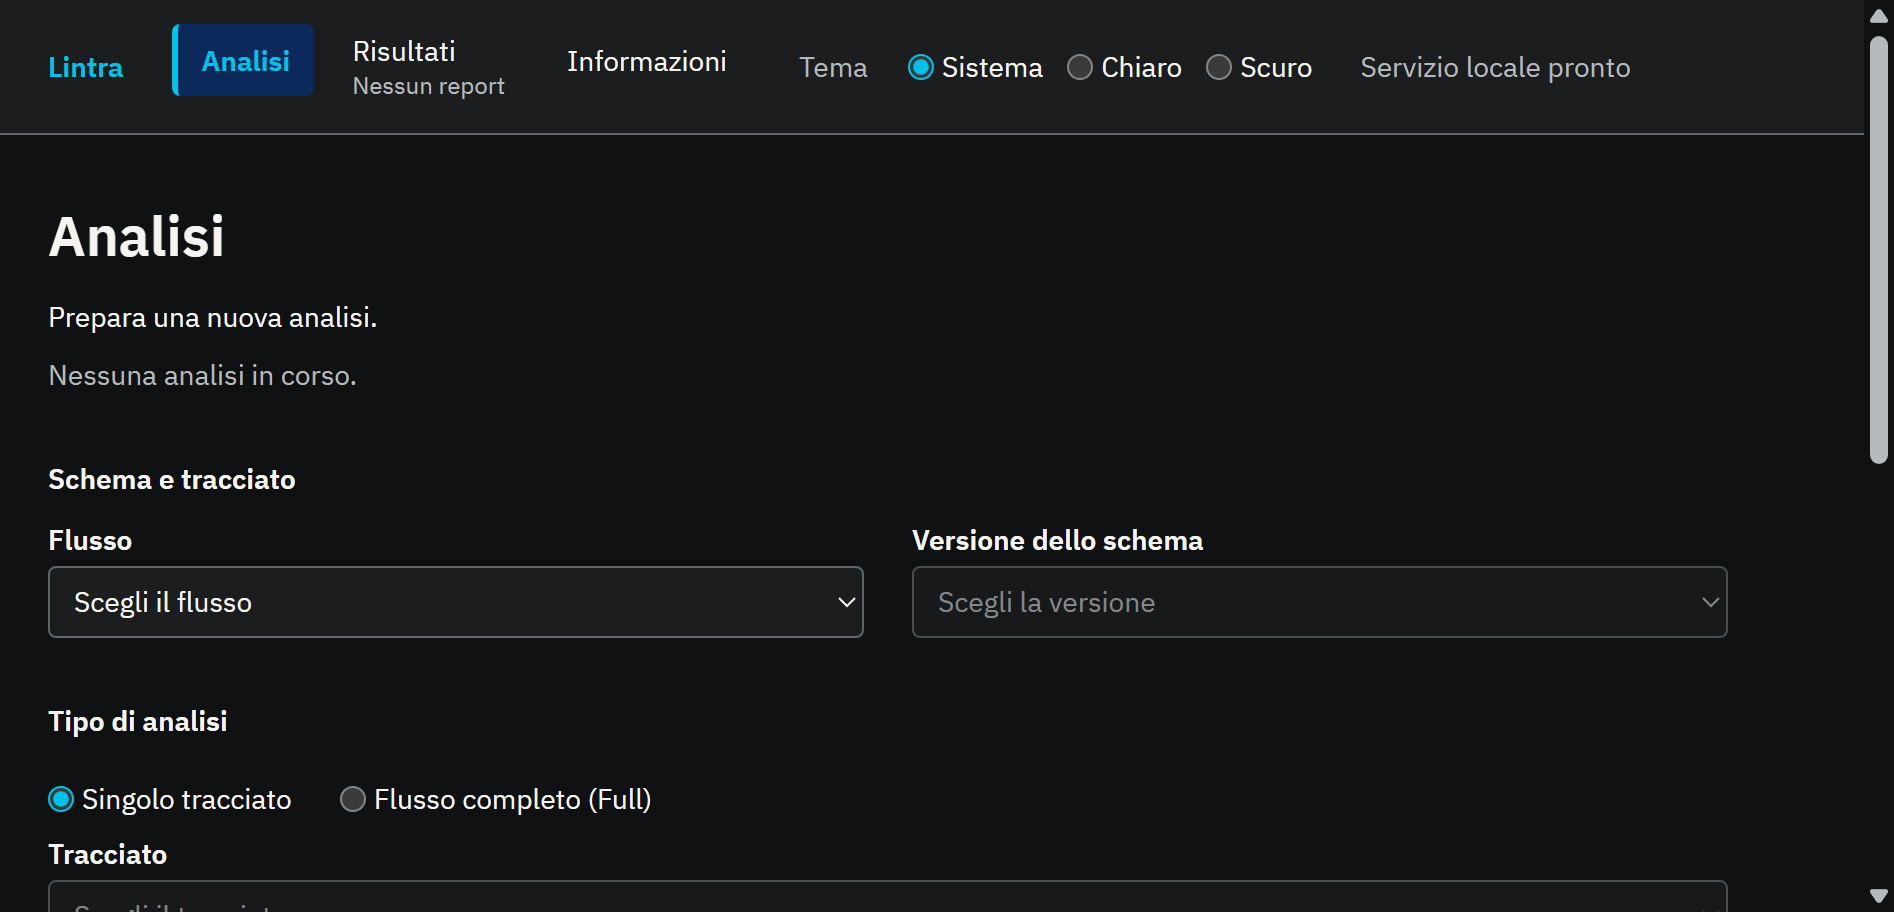 Lintra
Analisi
Risultati
Nessun report
Informazioni
Tema
Sistema
Chiaro
Scuro
Servizio locale pronto
Analisi
Prepara una nuova analisi.
Nessuna analisi in corso.
Schema e tracciato
Flusso
Versione dello schema
Scegli il flusso
Scegli la versione
Tipo di analisi
Singolo tracciato
Flusso completo (Full)
Tracciato